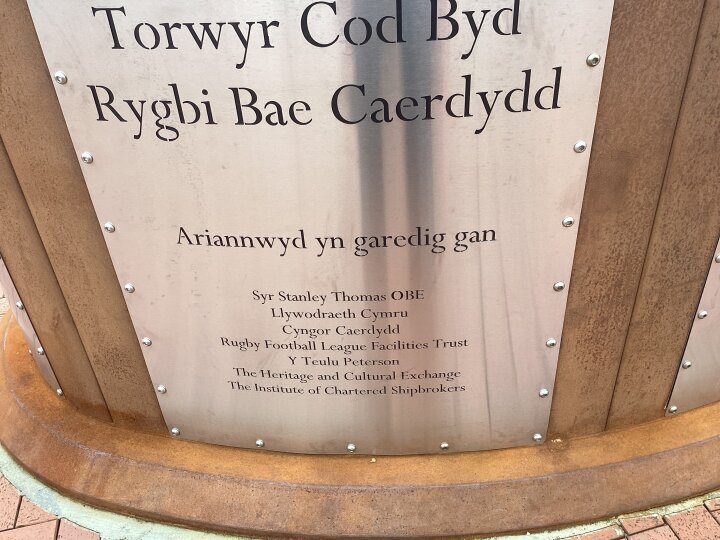 Torwyr Cod Byd
Rygbi Bae Caerdydd
Ariannwyd yn garedig gan
Syr Stanley Thomas OBE
Llywodraeth Cymru
Cyngor Caerdydd
Rugby Football League Facilities Trust
Y Teulu Peterson
The Heritage and Cultural Exchange
The Institute of Chartered Shipbrokers